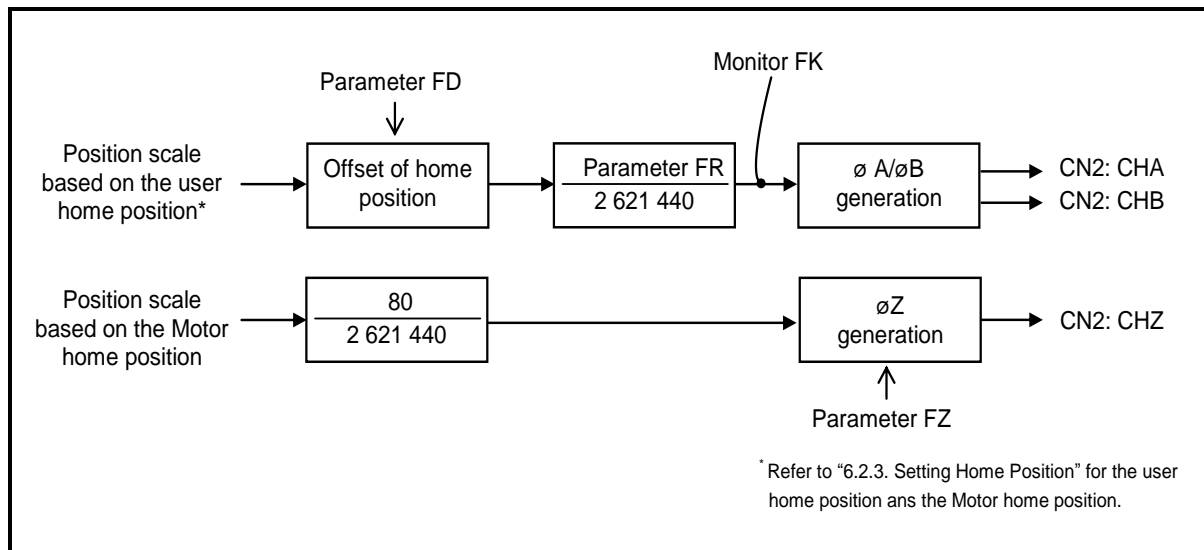 Monitor FK
Parameter FD
Position scale
based on the user
home position*
Offset of home
position
Parameter FR
2 621 440
ø A/øB
generation
CN2: CHA
CN2: CHB
Position scale
based on the Motor
home position
80
2 621 440
øZ
generation
CN2: CHZ
Parameter FZ
* Refer to “6.2.3. Setting Home Position” for the user
home position ans the Motor home position.